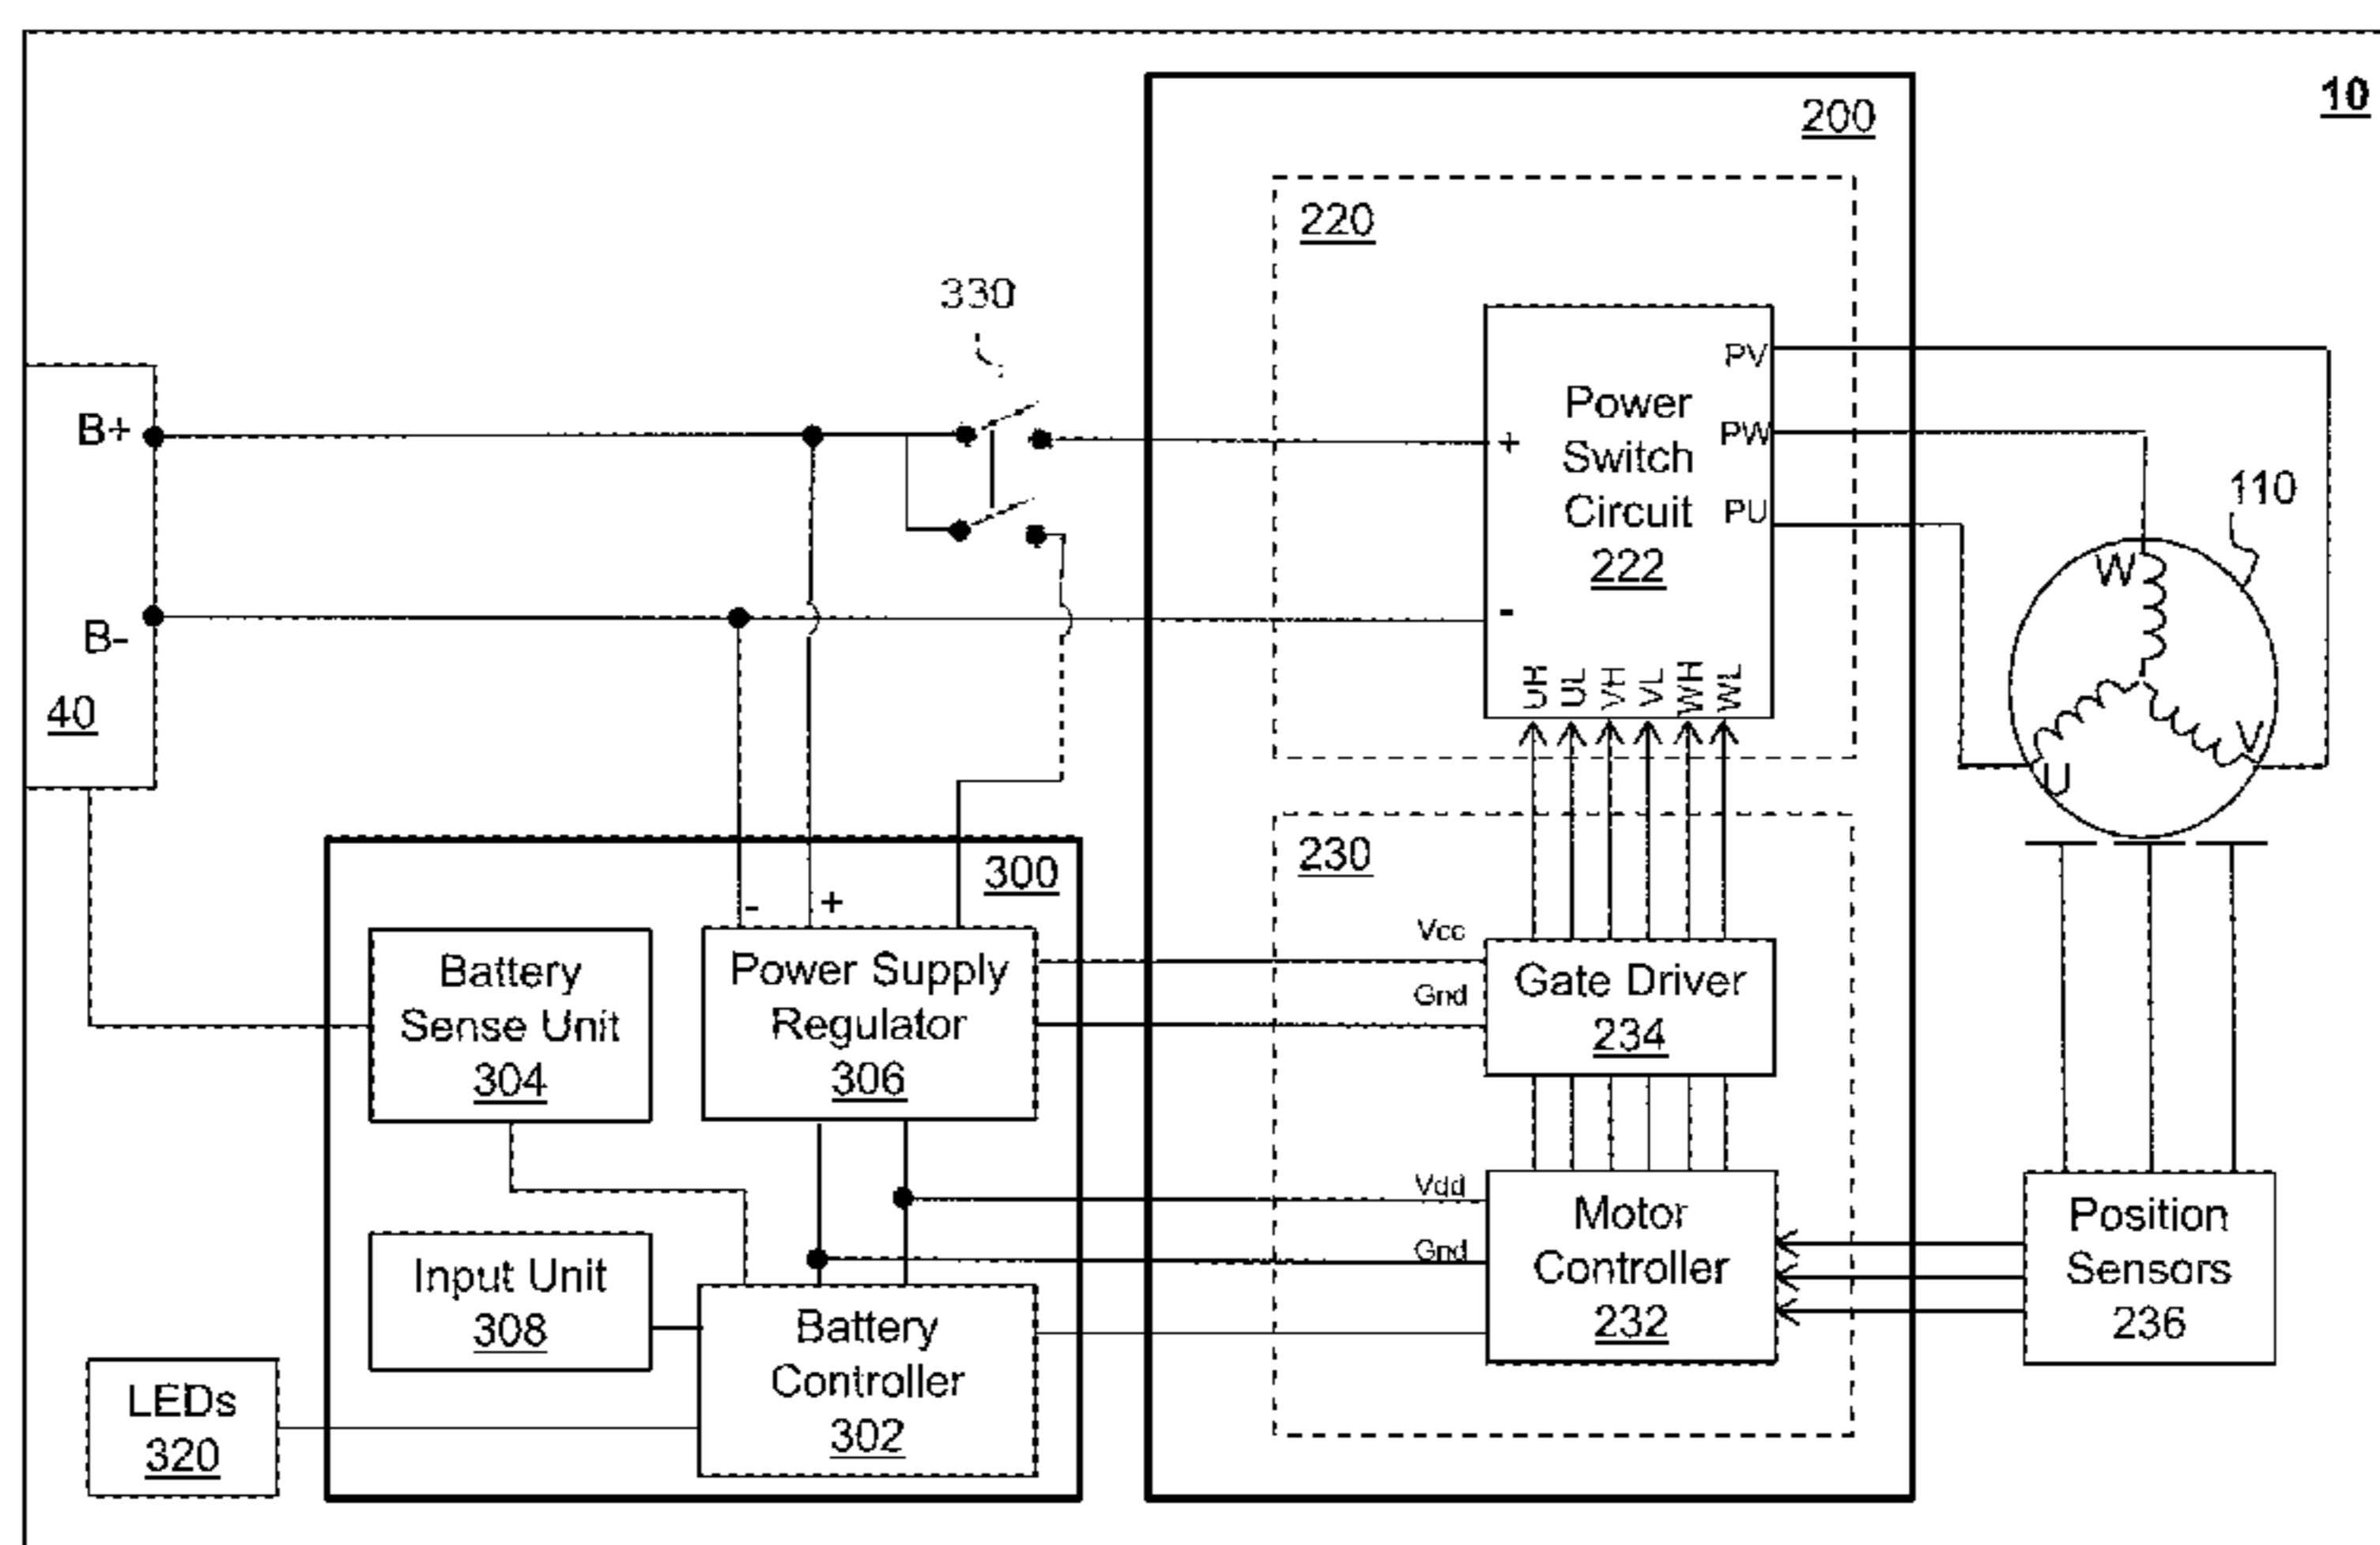 10
200
220
330
B+
B-
40
Power
Switch
Circuit
222
+
-
PV
PW
PU
UH
UL
VH
VL
WH
WL
110
W
U
V
300
- +
Battery
Sense Unit
304
Power Supply
Regulator
306
Input Unit
308
Battery
Controller
302
LEDs
320
230
Vcc
Gnd
Gate Driver
234
Vdd
Gnd
Motor
Controller
232
Position
Sensors
236